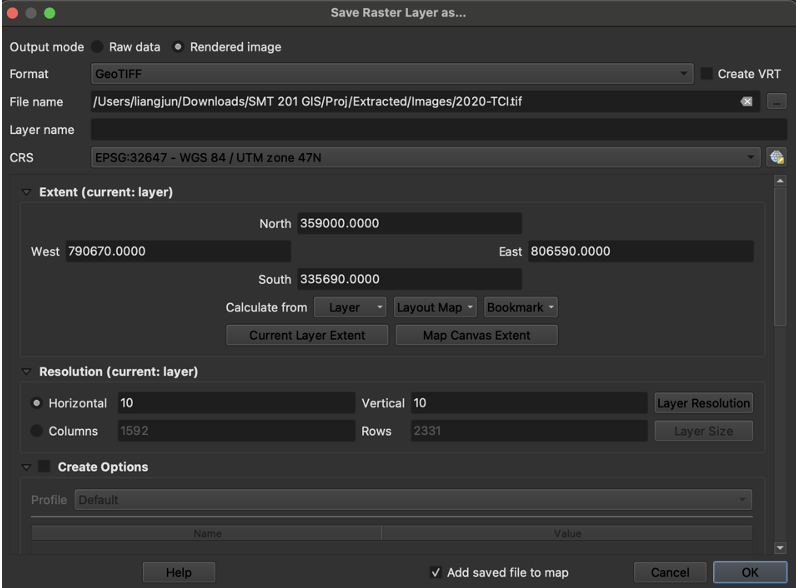 Save Raster Layer as...
Output mode Raw data Rendered image
Format GeoTIFF Create VRT
File name /Users/liangjun/Downloads/SMT 201 GIS/Proj/Extracted/Images/2020-TCI.tif ...
Layer name
CRS EPSG:32647 - WGS 84 / UTM zone 47N
Extent (current: layer)
North 359000.0000
West 790670.0000 East 806590.0000
South 335690.0000
Calculate from Layer Layout Map Bookmark
Current Layer Extent Map Canvas Extent
Resolution (current: layer)
Horizontal 10 Vertical 10 Layer Resolution
Columns 1592 Rows 2331 Layer Size
Create Options
Profile Default
Name Value
Help Add saved file to map Cancel OK